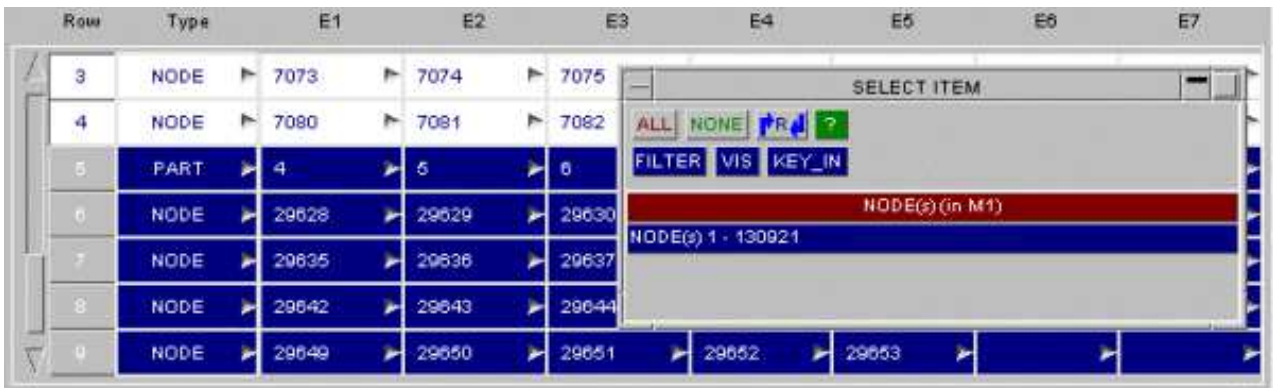 Row Type E1 E2 E3 E4 E5 E6 E7
3 NODE 7073 7074 7075
SELECT ITEM
4 NODE 7080 7081 7082
ALL NONE R ?
5 PART 4 5 6
FILTER VIS KEY_IN
6 NODE 29628 29629 29630
NODE(s) (in M1)
NODE(s) 1 - 130921
7 NODE 29635 29636 29637
8 NODE 29642 29643 29644
9 NODE 29649 29650 29651 29652 29653